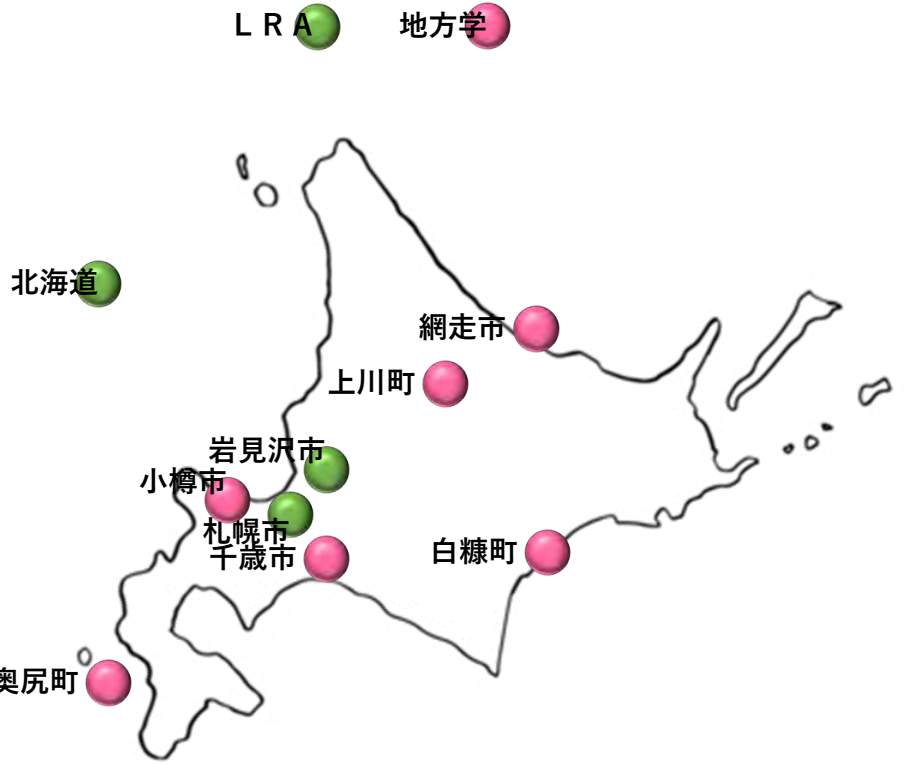 ＬＲＡ
地方学
北海道
網走市
上川町
岩見沢市
小樽市
札幌市
千歳市
白糠町
奥尻町